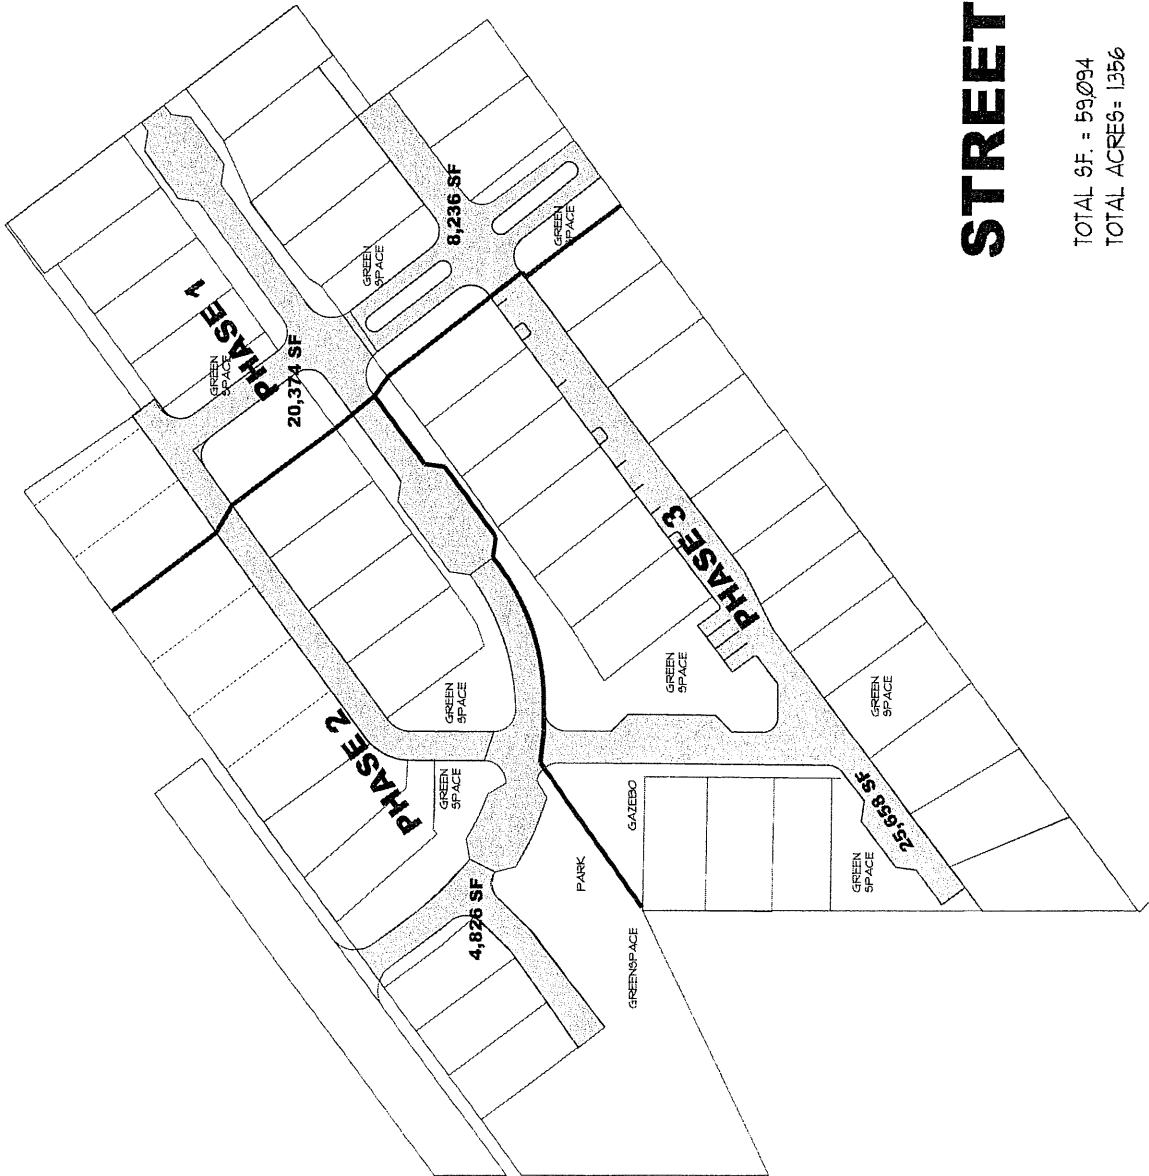 STREET
TOTAL S.F. = 59,094
TOTAL ACRES= 1.356
PHASE 1
20,374 SF
GREEN
SPACE
GREEN
SPACE
8,236 SF
GREEN
SPACE
PHASE 2
GREEN
SPACE
GREEN
SPACE
4,826 SF
PARK
GAZEBO
GREENSPACE
PHASE 3
GREEN
SPACE
GREEN
SPACE
25,658 SF
GREEN
SPACE